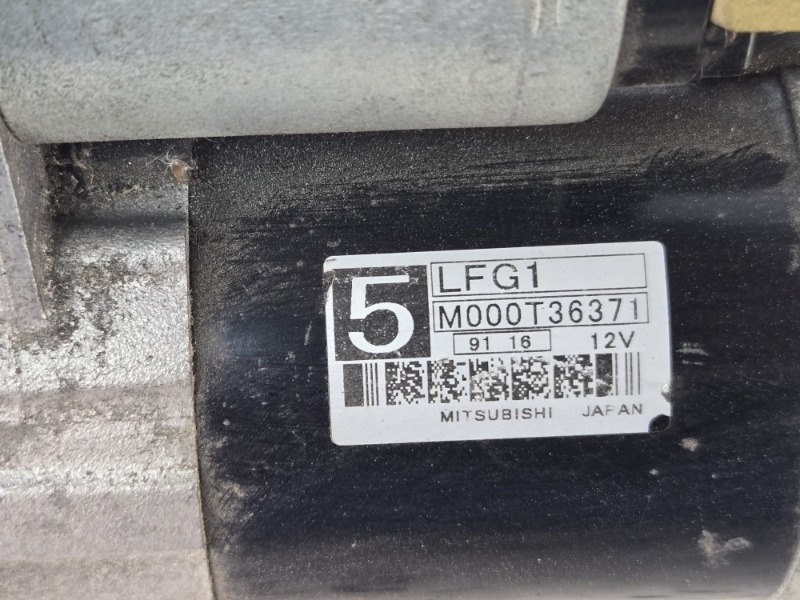 5
LFG1
M000T36371
91 16
12V
MITSUBISHI JAPAN